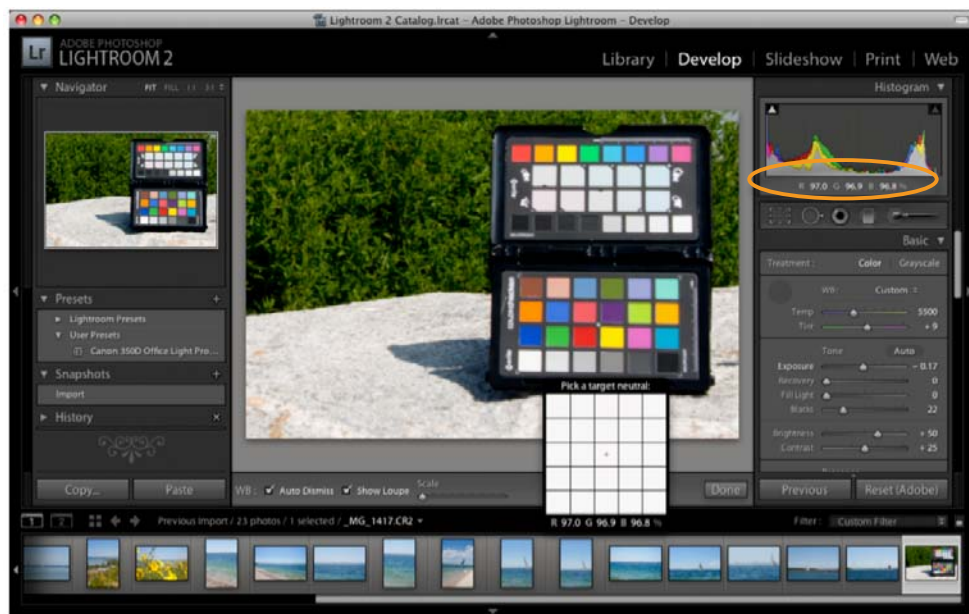 Lightroom 2 Catalog.lrcat – Adobe Photoshop Lightroom – Develop
Lr ADOBE PHOTOSHOP
LIGHTROOM 2
Library | Develop | Slideshow | Print | Web
Navigator FIT FILL 1:1
Histogram
R 97.0 G 96.9 B 96.8 %
Basic
Treatment : Color Grayscale
WB : Custom
Temp 5500
Tint + 9
Tone Auto
Exposure – 0.17
Recovery 0
Fill Light 0
Blacks 22
Brightness + 50
Contrast + 25
Presets +
Lightroom Presets
User Presets
Canon 350D Office Light Pro...
Snapshots +
Import
History ×
Pick a target neutral:
Copy... Paste
WB : Auto Dismiss Show Loupe Scale
Done
Previous Reset (Adobe)
R 97.0 G 96.9 B 96.8 %
1 2 Previous Import / 23 photos / 1 selected / _MG_1417.CR2
Filter : Custom Filter